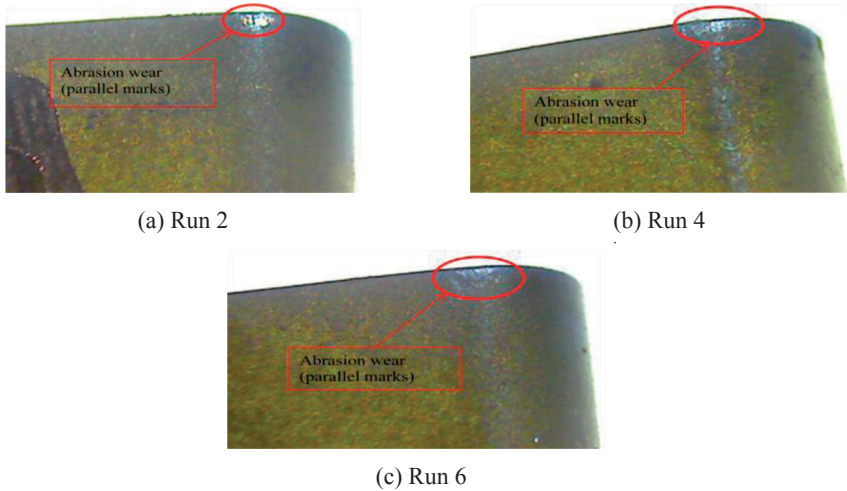 Abrasion wear
(parallel marks)
Abrasion wear
(parallel marks)
(a) Run 2
(b) Run 4
Abrasion wear
(parallel marks)
(c) Run 6